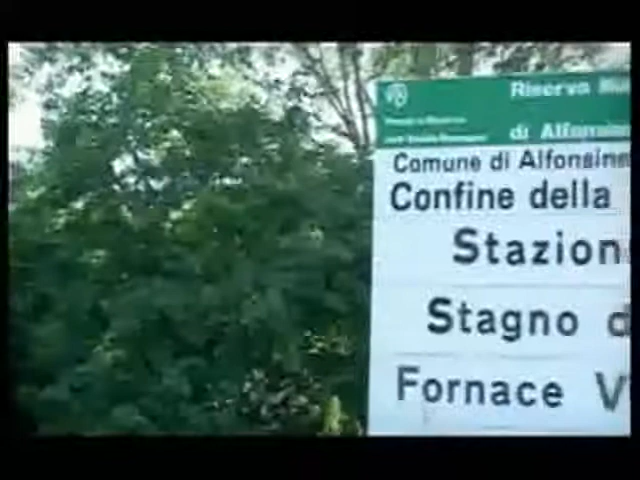 Riserva
di Alfonsine
Comune di Alfonsine
Confine della
Stazion
Stagno d
Fornace V